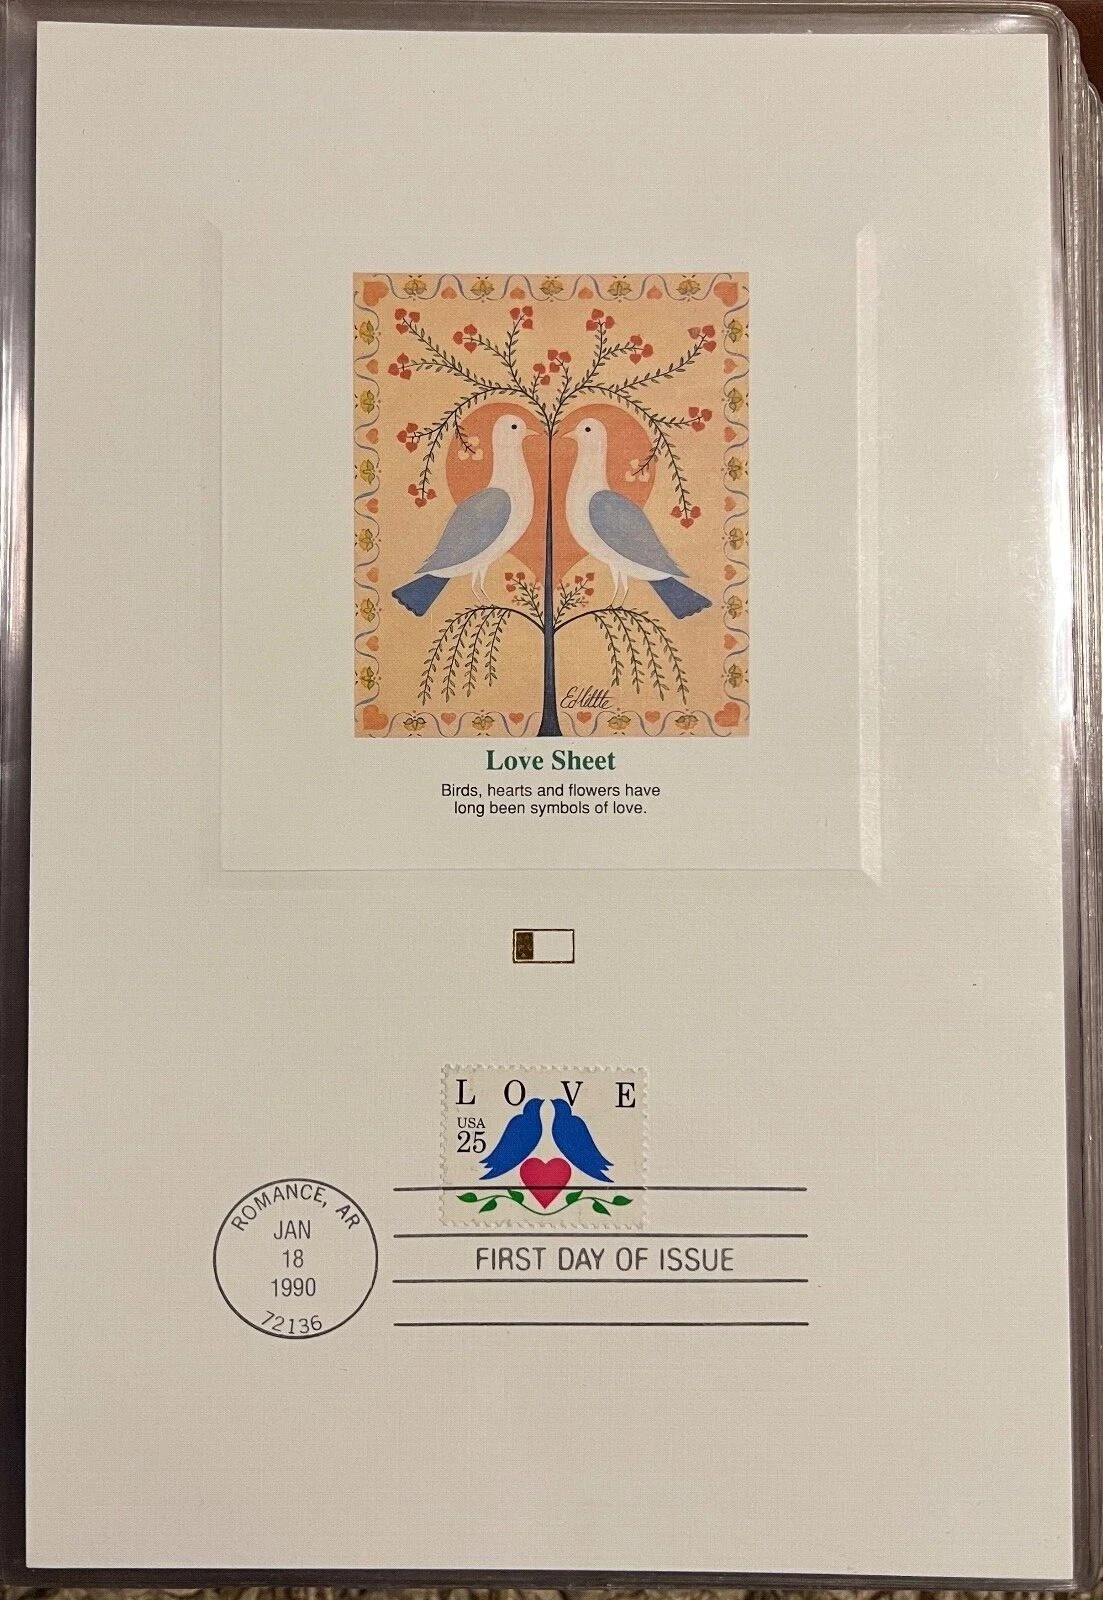 Love Sheet
Birds, hearts and flowers have
long been symbols of love.
LOVE
USA
25
ROMANCE, AR
JAN
18
1990
72136
FIRST DAY OF ISSUE